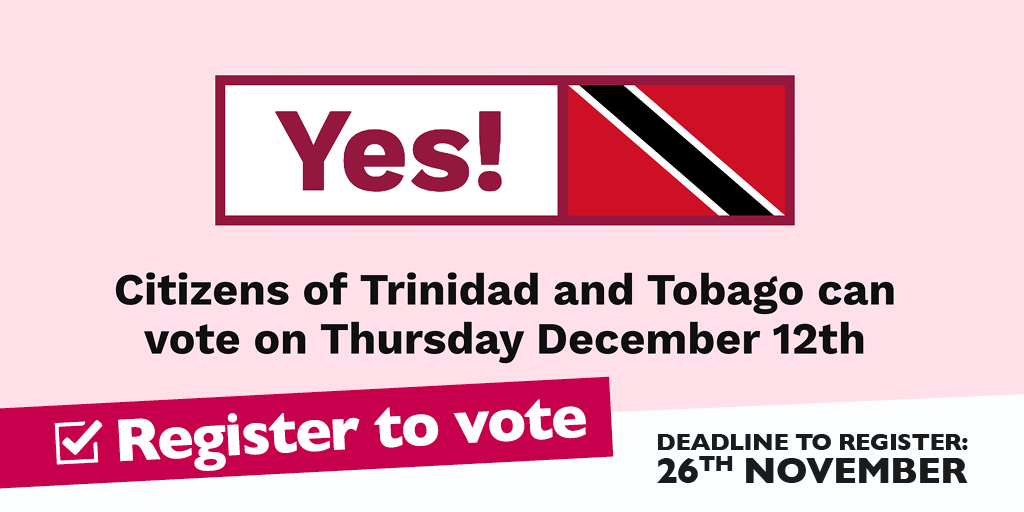 Yes!
Citizens of Trinidad and Tobago can
vote on Thursday December 12th
Register to vote
DEADLINE TO REGISTER:
26TH NOVEMBER